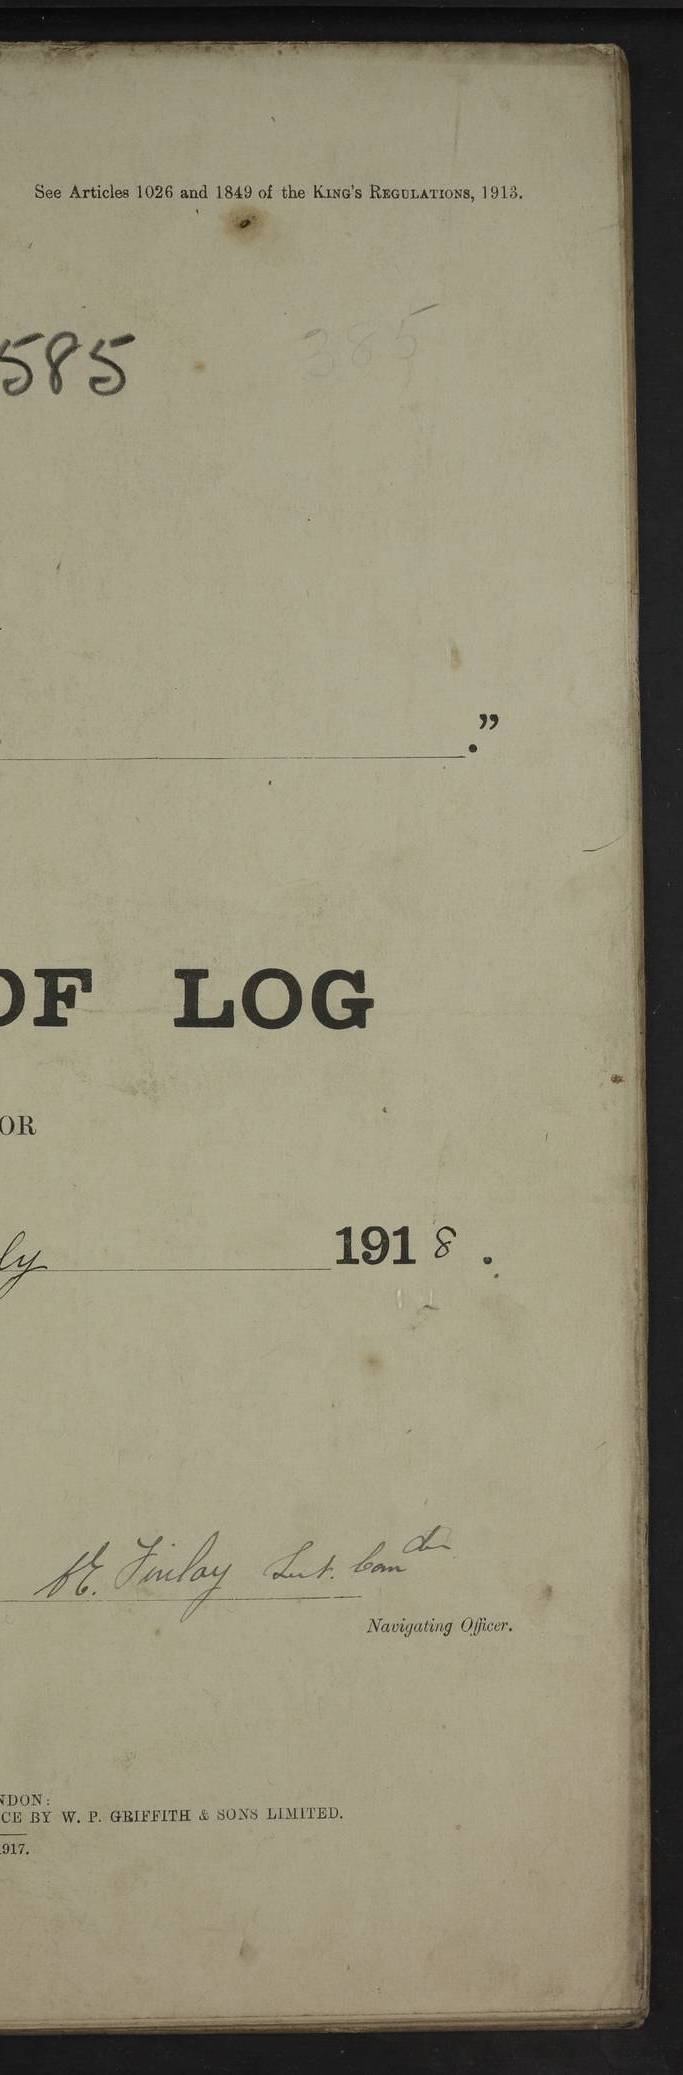 See Articles 1026 and 1849 of the KING'S REGULATIONS, 1913.
585
385
."
OF LOG
OR
ly 1918.
Finlay Lieut. Comdr
Navigating Officer.
NDON:
CE BY W. P. GRIFFITH & SONS LIMITED.
1917.